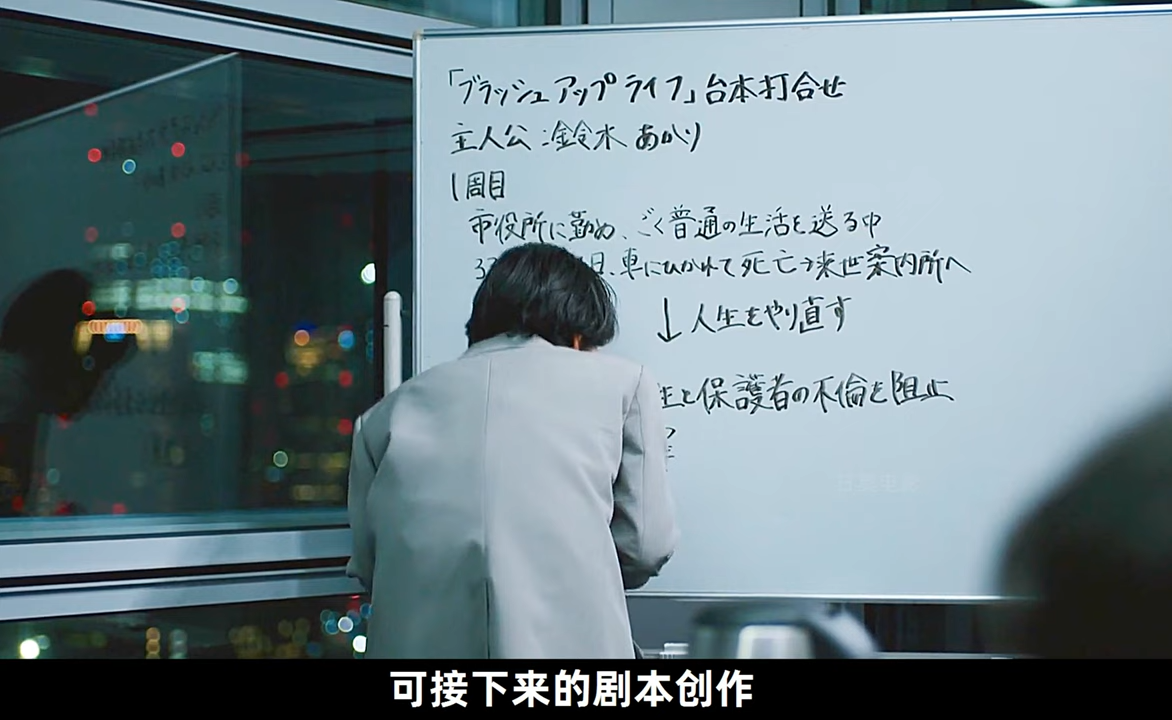 「ブラッシュアップライフ」台本打合せ
主人公:鈴木 あかり
1周目
市役所に勤め、ごく普通の生活を送る中
日、車にひかれて死亡→来世案内所へ
↓人生をやり直す
生と保護者の不倫を阻止
可接下来的剧本创作